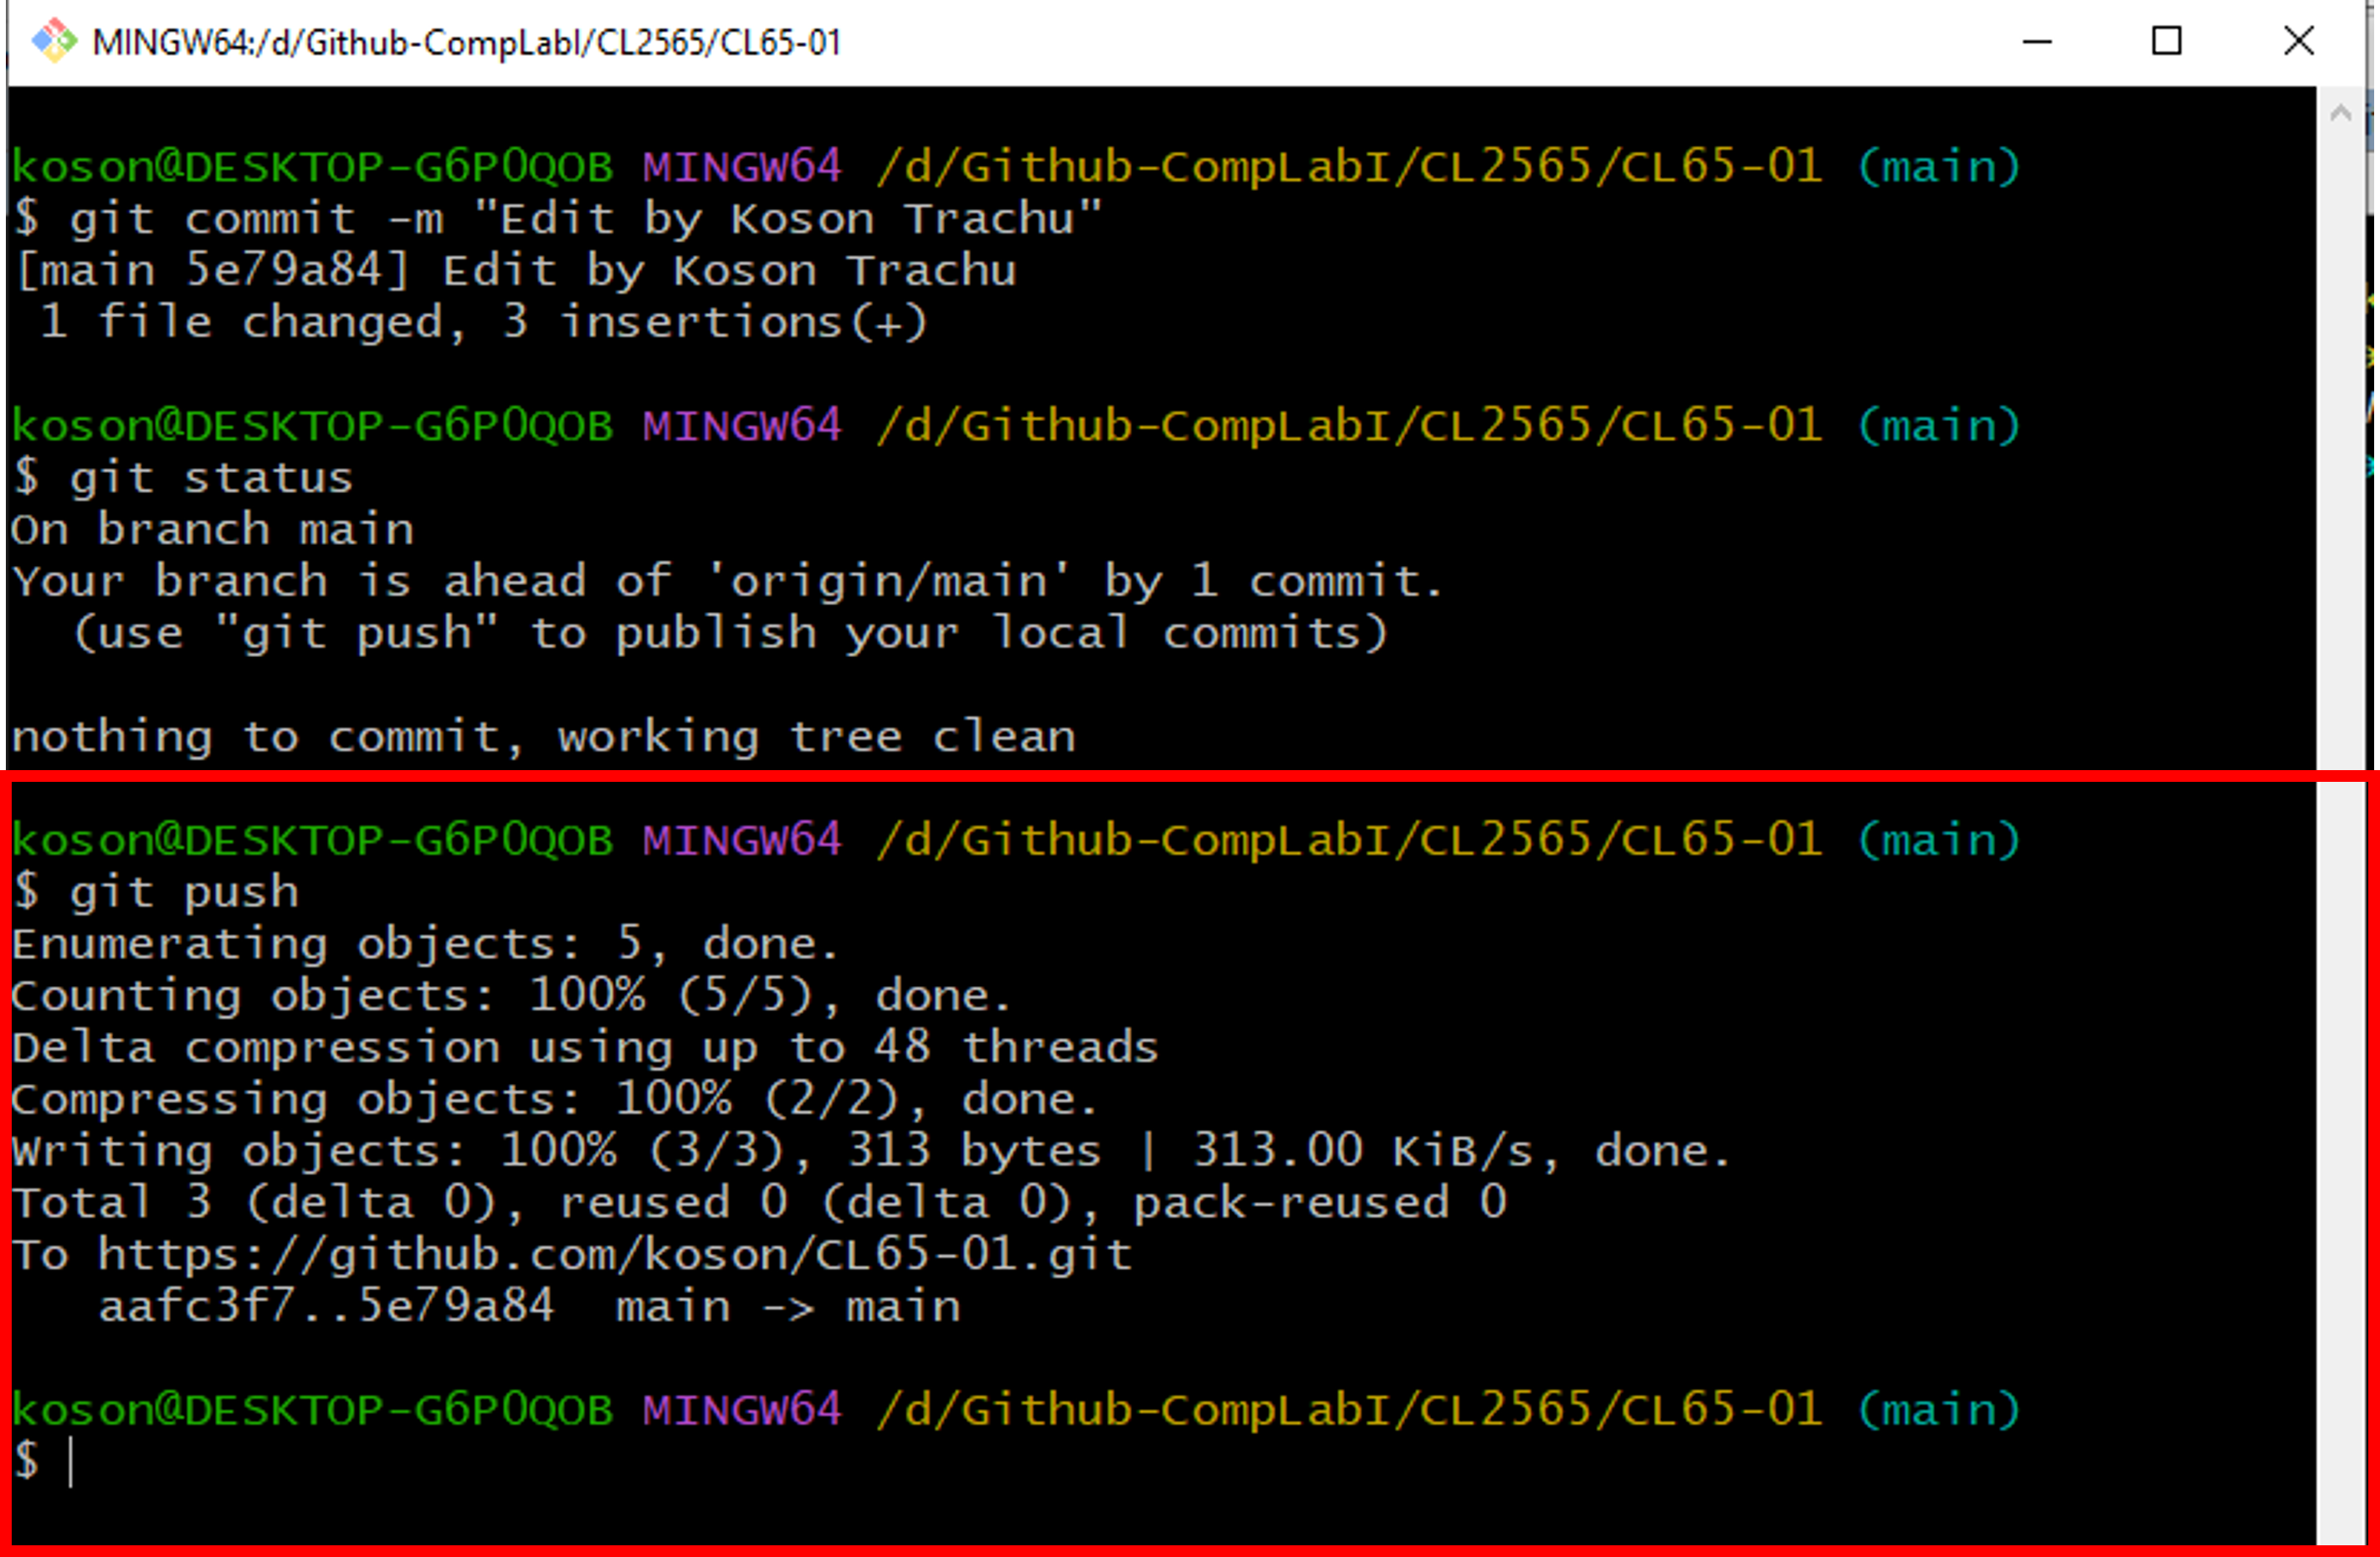 MINGW64:/d/Github-CompLabI/CL2565/CL65-01
koson@DESKTOP-G6P0QOB MINGW64 /d/Github-CompLabI/CL2565/CL65-01 (main)
$ git commit -m "Edit by Koson Trachu"
[main 5e79a84] Edit by Koson Trachu
 1 file changed, 3 insertions(+)
koson@DESKTOP-G6P0QOB MINGW64 /d/Github-CompLabI/CL2565/CL65-01 (main)
$ git status
On branch main
Your branch is ahead of 'origin/main' by 1 commit.
  (use "git push" to publish your local commits)
nothing to commit, working tree clean
koson@DESKTOP-G6P0QOB MINGW64 /d/Github-CompLabI/CL2565/CL65-01 (main)
$ git push
Enumerating objects: 5, done.
Counting objects: 100% (5/5), done.
Delta compression using up to 48 threads
Compressing objects: 100% (2/2), done.
Writing objects: 100% (3/3), 313 bytes | 313.00 KiB/s, done.
Total 3 (delta 0), reused 0 (delta 0), pack-reused 0
To https://github.com/koson/CL65-01.git
   aafc3f7..5e79a84  main -> main
koson@DESKTOP-G6P0QOB MINGW64 /d/Github-CompLabI/CL2565/CL65-01 (main)
$